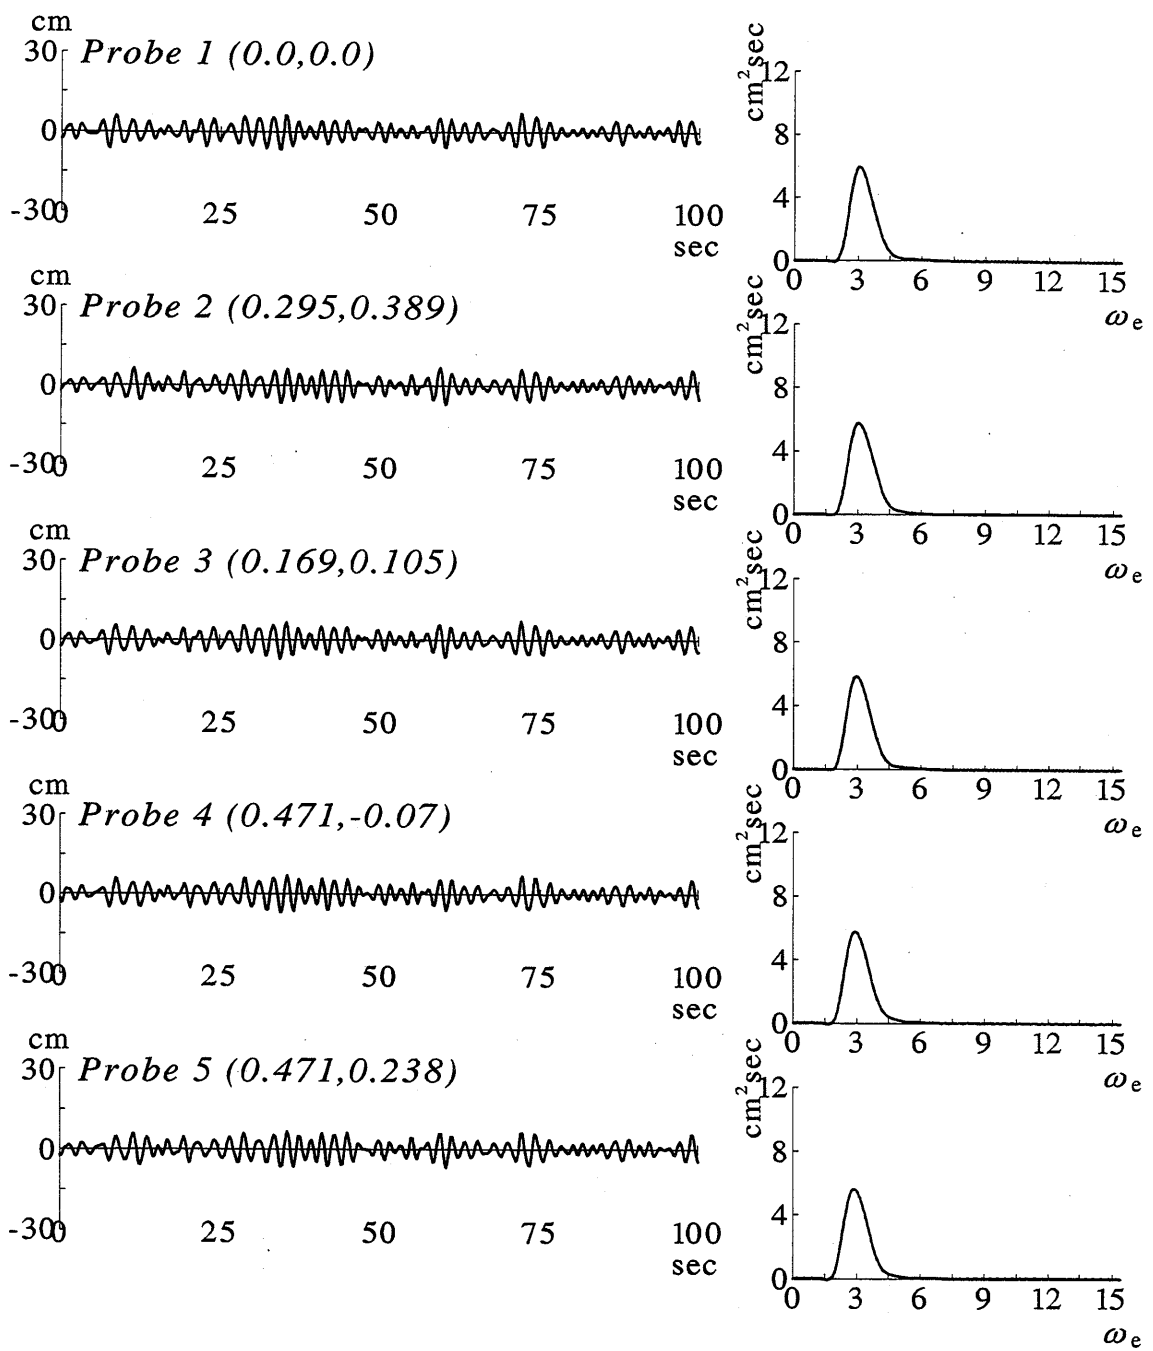 cm
30 Probe 1 (0.0,0.0)
0
-30
0 25 50 75 100
sec
cm²sec
12
8
4
0
0 3 6 9 12 15
ωe
cm
30 Probe 2 (0.295,0.389)
0
-30
0 25 50 75 100
sec
cm²sec
12
8
4
0
0 3 6 9 12 15
ωe
cm
30 Probe 3 (0.169,0.105)
0
-30
0 25 50 75 100
sec
cm²sec
12
8
4
0
0 3 6 9 12 15
ωe
cm
30 Probe 4 (0.471,-0.07)
0
-30
0 25 50 75 100
sec
cm²sec
12
8
4
0
0 3 6 9 12 15
ωe
cm
30 Probe 5 (0.471,0.238)
0
-30
0 25 50 75 100
sec
cm²sec
12
8
4
0
0 3 6 9 12 15
ωe